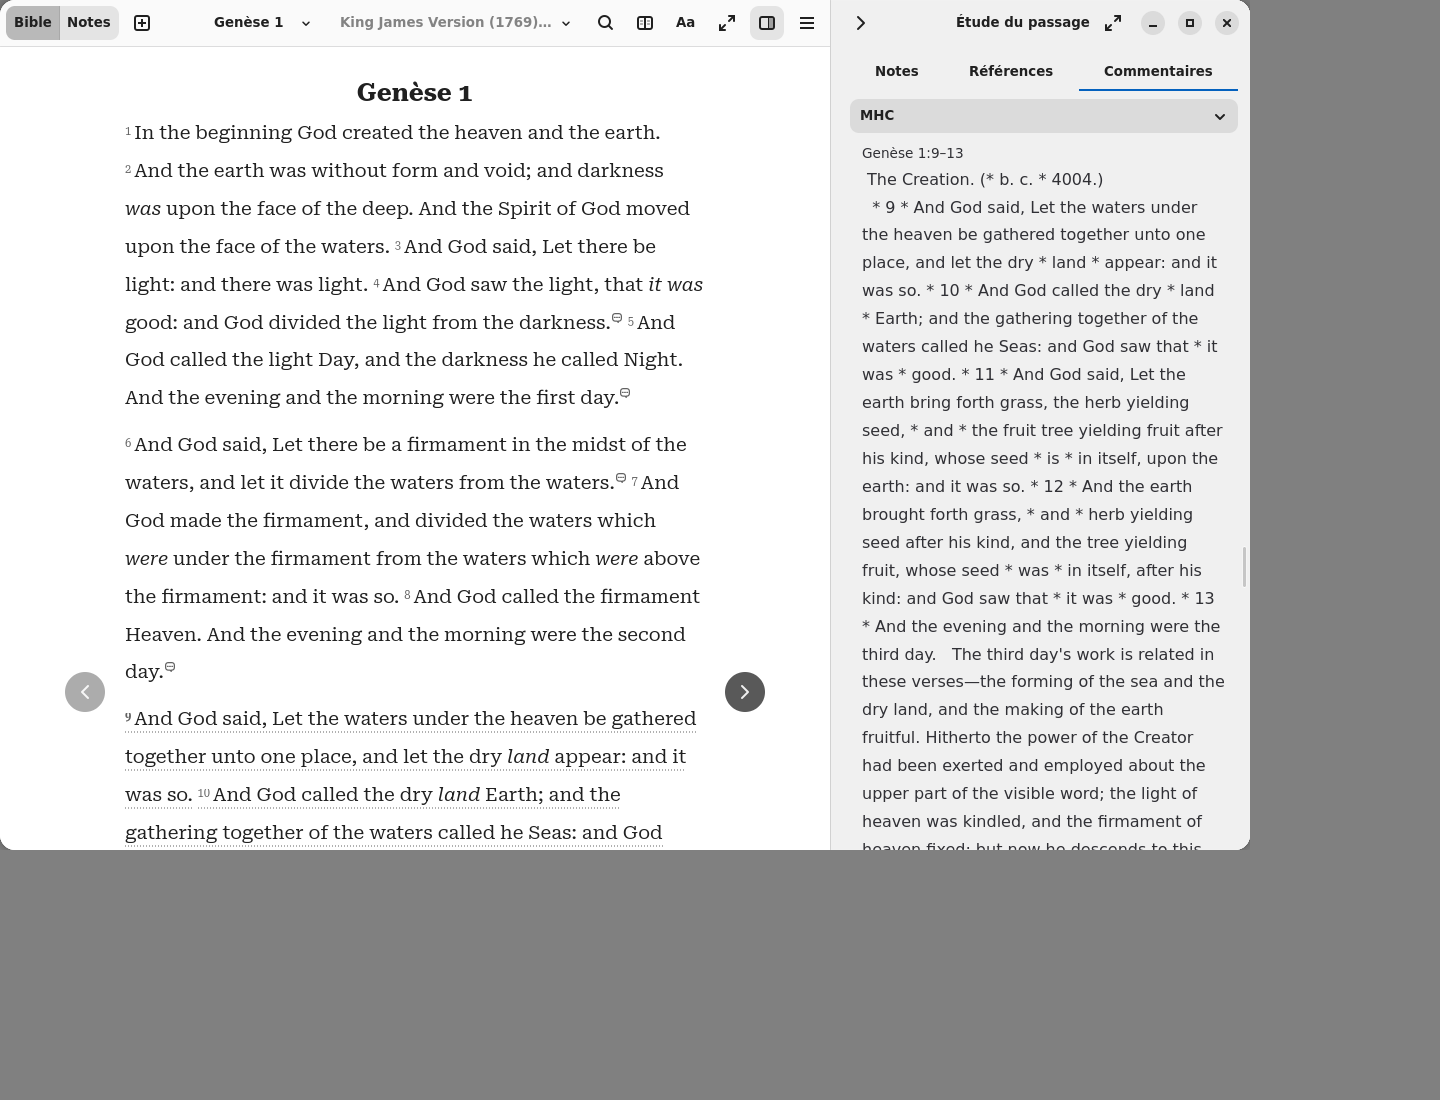 Bible Notes Genèse 1 King James Version (1769)… Aa
Genèse 1
1 In the beginning God created the heaven and the earth.
2 And the earth was without form and void; and darkness
was upon the face of the deep. And the Spirit of God moved
upon the face of the waters. 3 And God said, Let there be
light: and there was light. 4 And God saw the light, that it was
good: and God divided the light from the darkness. 5 And
God called the light Day, and the darkness he called Night.
And the evening and the morning were the first day.
6 And God said, Let there be a firmament in the midst of the
waters, and let it divide the waters from the waters. 7 And
God made the firmament, and divided the waters which
were under the firmament from the waters which were above
the firmament: and it was so. 8 And God called the firmament
Heaven. And the evening and the morning were the second
day.
9 And God said, Let the waters under the heaven be gathered
together unto one place, and let the dry land appear: and it
was so. 10 And God called the dry land Earth; and the
gathering together of the waters called he Seas: and God
Étude du passage
Notes Références Commentaires
MHC
Genèse 1:9–13
The Creation. (* b. c. * 4004.)
* 9 * And God said, Let the waters under
the heaven be gathered together unto one
place, and let the dry * land * appear: and it
was so. * 10 * And God called the dry * land
* Earth; and the gathering together of the
waters called he Seas: and God saw that * it
was * good. * 11 * And God said, Let the
earth bring forth grass, the herb yielding
seed, * and * the fruit tree yielding fruit after
his kind, whose seed * is * in itself, upon the
earth: and it was so. * 12 * And the earth
brought forth grass, * and * herb yielding
seed after his kind, and the tree yielding
fruit, whose seed * was * in itself, after his
kind: and God saw that * it was * good. * 13
* And the evening and the morning were the
third day. The third day's work is related in
these verses—the forming of the sea and the
dry land, and the making of the earth
fruitful. Hitherto the power of the Creator
had been exerted and employed about the
upper part of the visible word; the light of
heaven was kindled, and the firmament of
heaven fixed: but now he descends to this